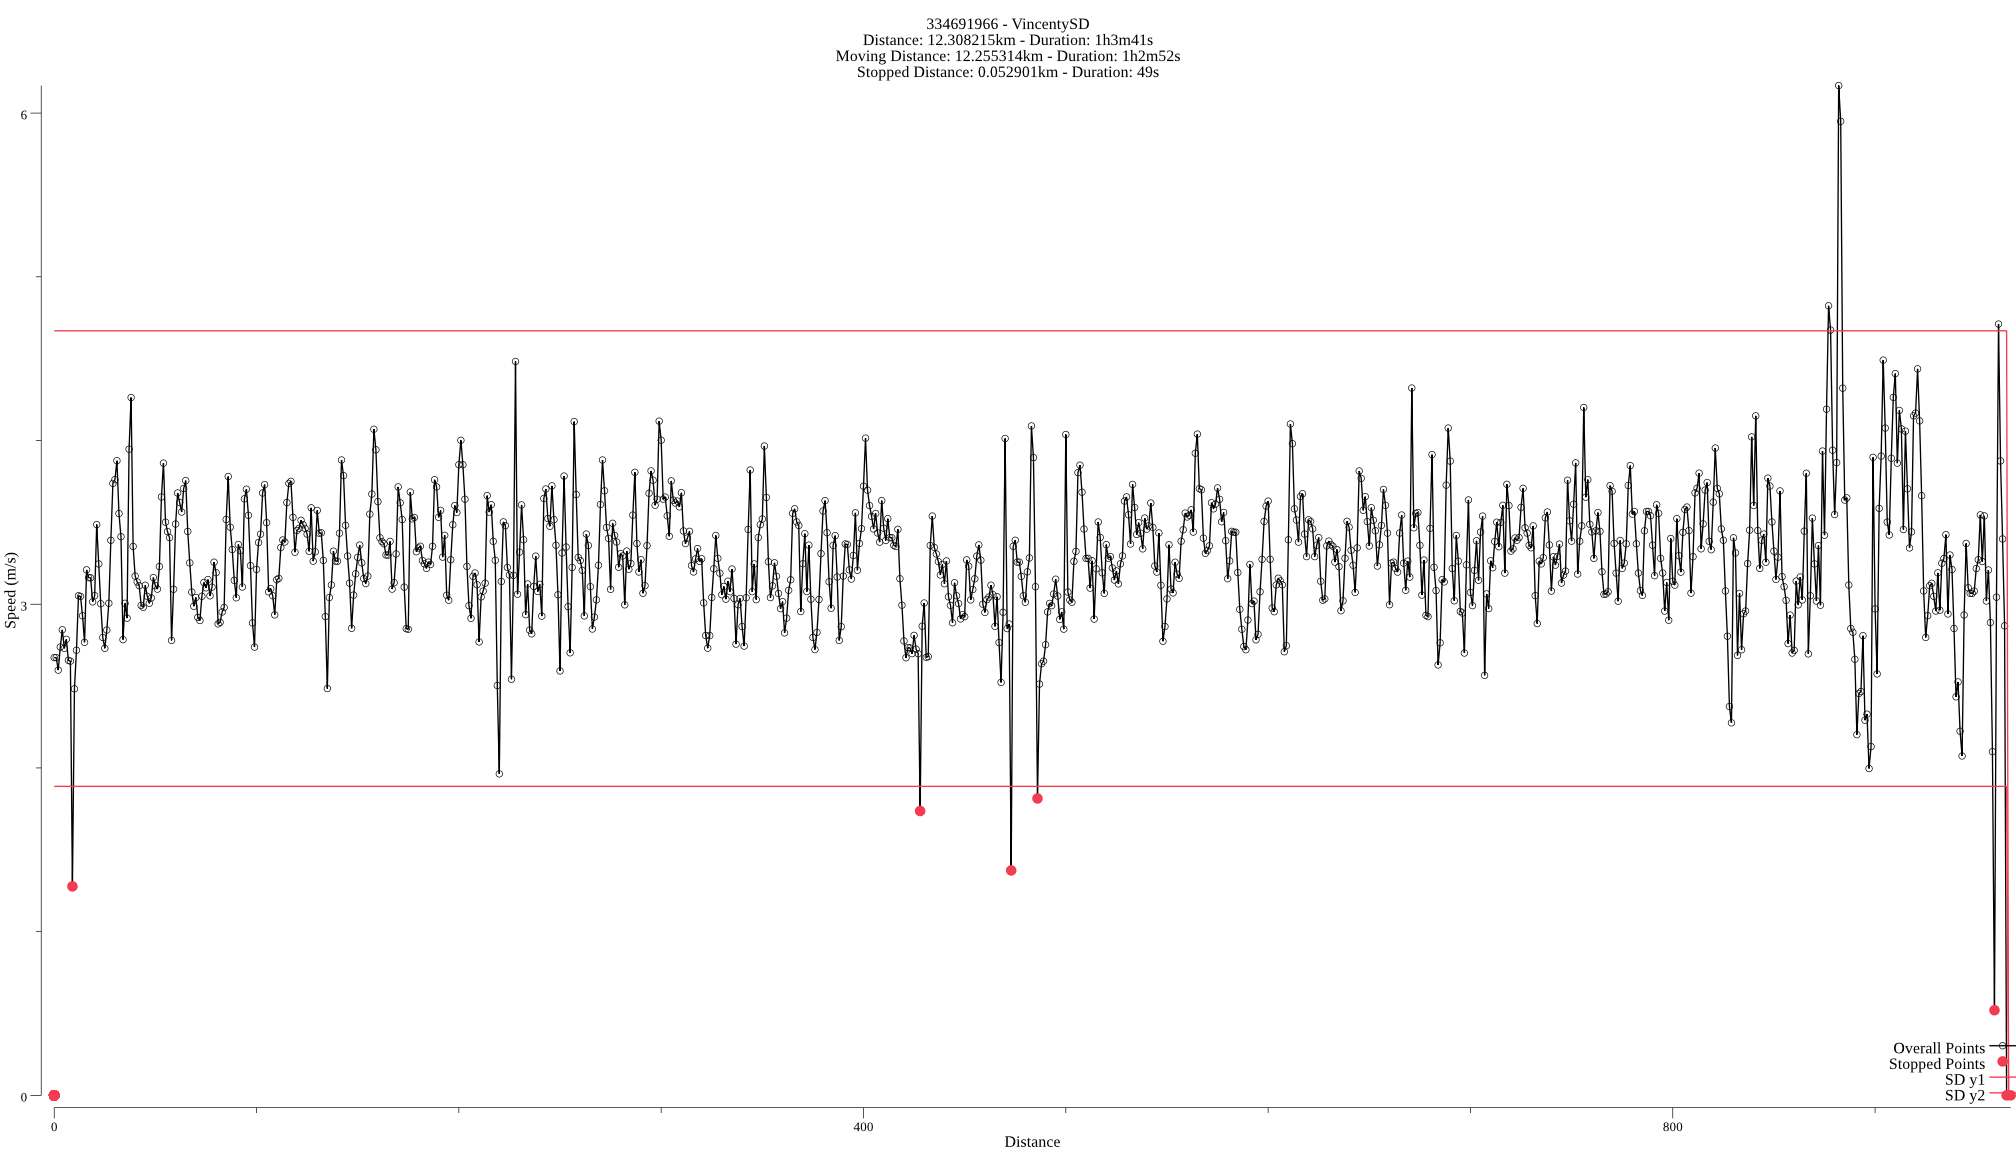 334691966 - VincentySD
Distance: 12.308215km - Duration: 1h3m41s
Moving Distance: 12.255314km - Duration: 1h2m52s
Stopped Distance: 0.052901km - Duration: 49s
6
3
0
Speed (m/s)
Overall Points
Stopped Points
SD y1
SD y2
0
400
800
Distance